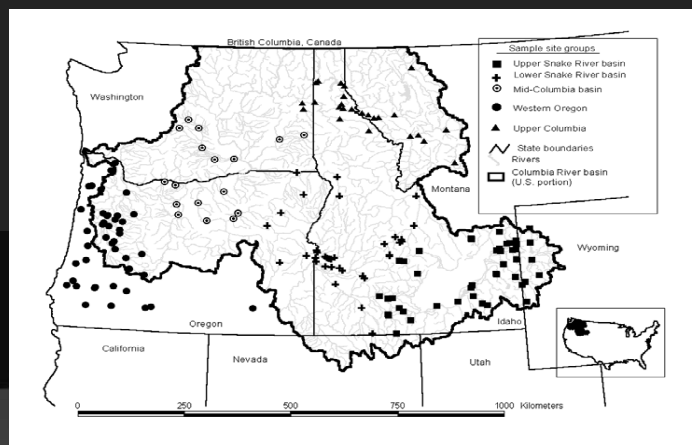 British Columbia, Canada
Washington
Montana
Wyoming
Oregon
Idaho
California
Nevada
Utah
Sample site groups
Upper Snake River basin
Lower Snake River basin
Mid-Columbia basin
Western Oregon
Upper Columbia
State boundaries
Rivers
Columbia River basin
(U.S. portion)
0 250 500 750 1000 Kilometers